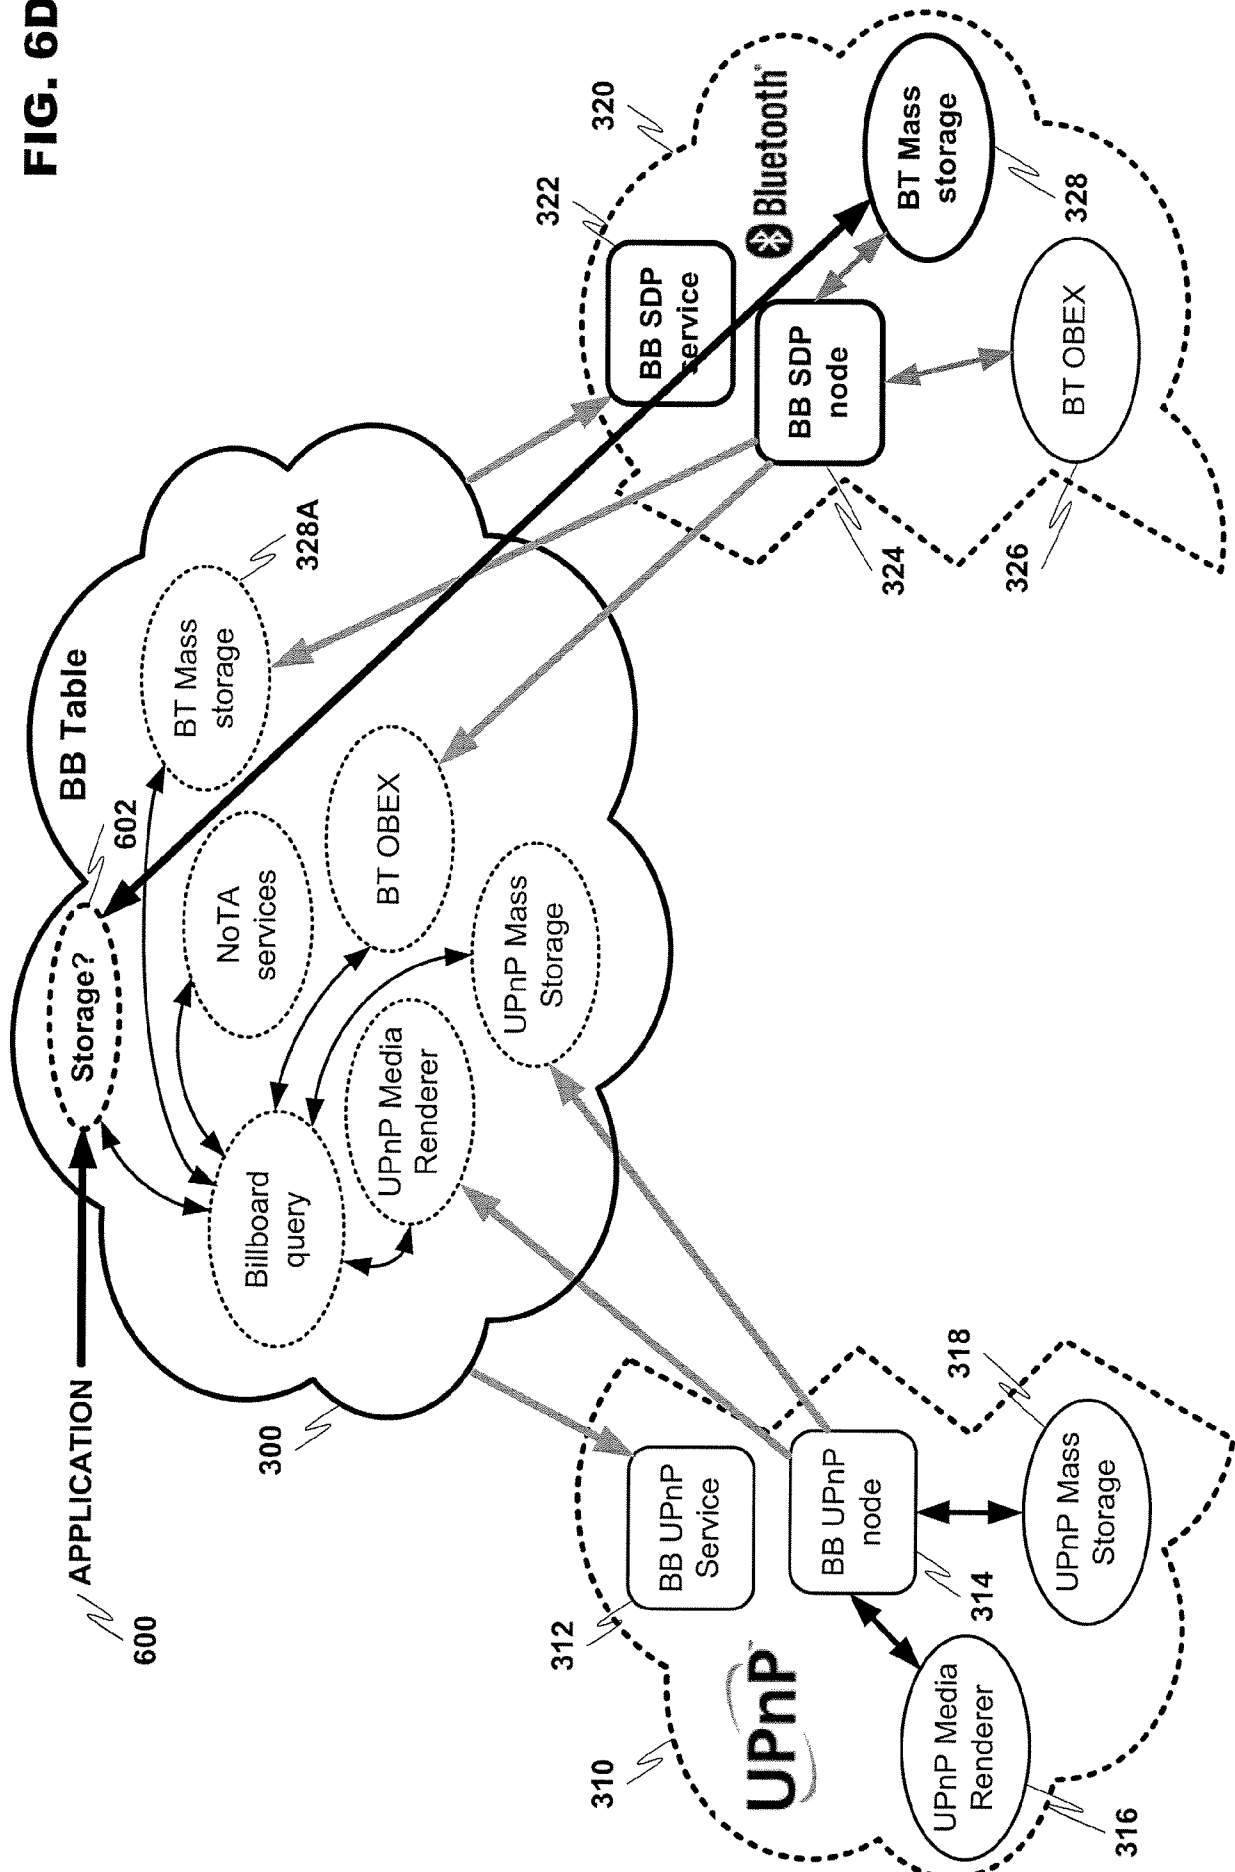 FIG. 6D
600
APPLICATION
Storage?
602
BB Table
300
Billboard
query
NoTA
services
BT Mass
storage
328A
UPnP Media
Renderer
BT OBEX
UPnP Mass
Storage
310
UPnP
312
BB UPnP
Service
BB UPnP
node
314
UPnP Media
Renderer
316
UPnP Mass
Storage
318
320
322
BB SDP
service
Bluetooth
BB SDP
node
324
BT Mass
storage
328
BT OBEX
326